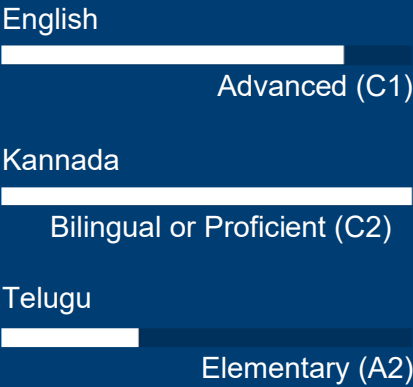 English
Advanced (C1)
Kannada
Bilingual or Proficient (C2)
Telugu
Elementary (A2)